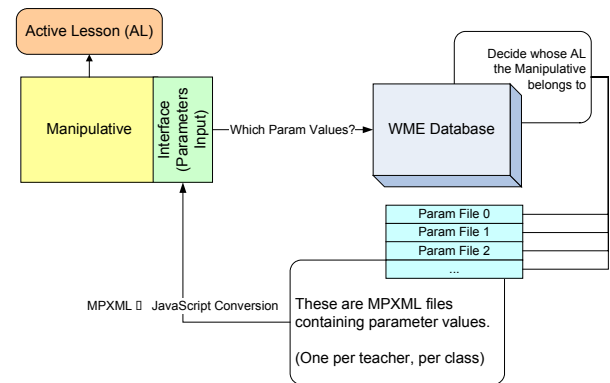 Active Lesson (AL)
Manipulative
Interface
(Parameters
Input)
Which Param Values?
WME Database
Decide whose AL
the Manipulative
belongs to
Param File 0
Param File 1
Param File 2
...
MPXML ▯ JavaScript Conversion
These are MPXML files
containing parameter values.
(One per teacher, per class)